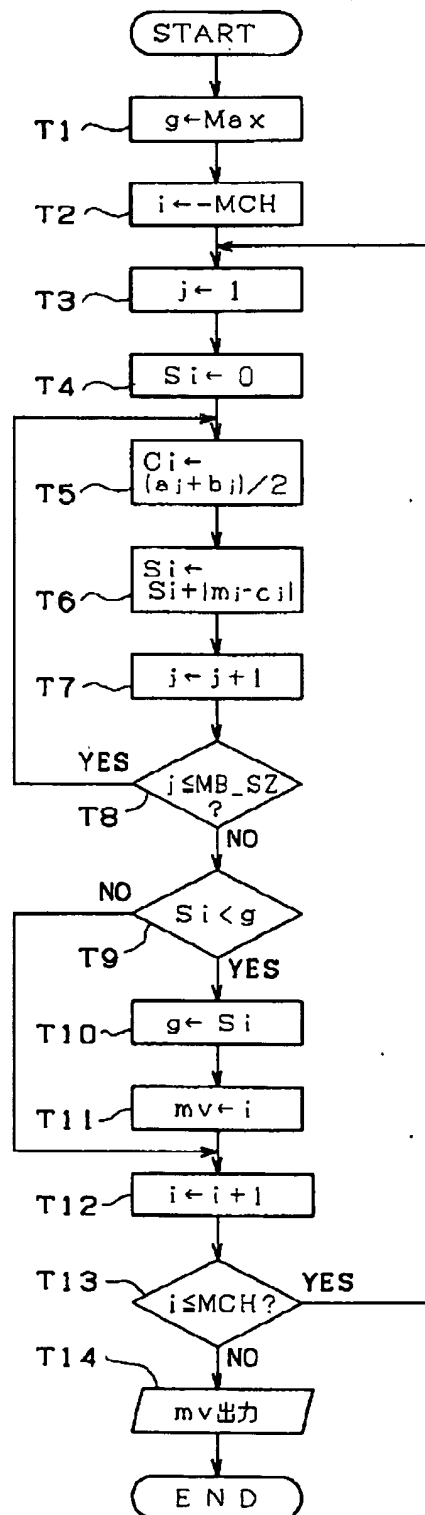 START
T1
g←Max
T2
i←-MCH
T3
j←1
T4
Si←0
T5
Ci←
(aj+bj)/2
T6
Si←
Si+|mj-cj|
T7
j←j+1
YES
j≦MB_SZ
?
T8
NO
NO
Si<g
T9
YES
T10
g←Si
T11
mv←i
T12
i←i+1
T13
YES
i≦MCH?
T14
NO
mv出力
END